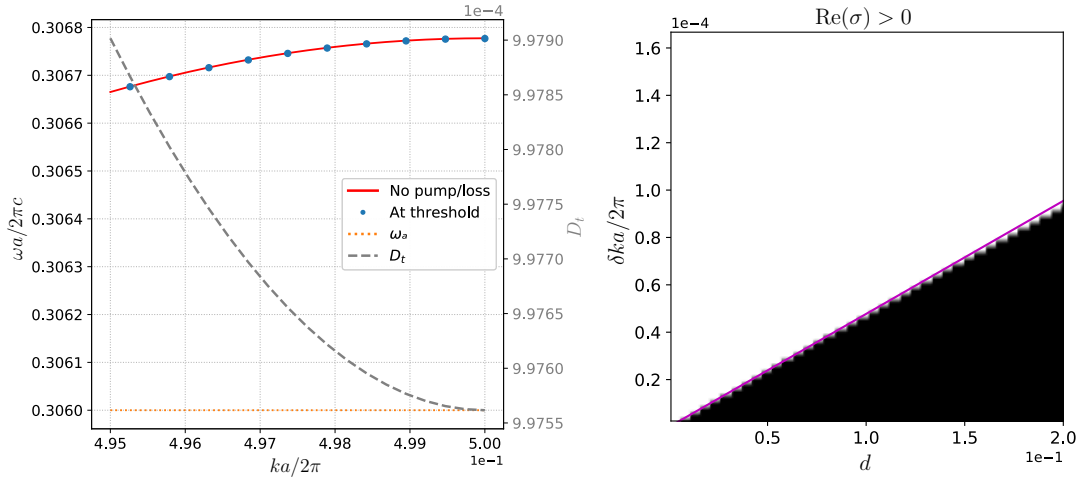 1e−4
0.3068
0.3067
0.3066
0.3065
0.3064
0.3063
0.3062
0.3061
0.3060
ωa/2πc
4.95
4.96
4.97
4.98
4.99
5.00
1e−1
ka/2π
9.9790
9.9785
9.9780
9.9775
9.9770
9.9765
9.9760
9.9755
D_t
No pump/loss
At threshold
ωₐ
D_t
Re(σ) > 0
1e−4
1.6
1.4
1.2
1.0
0.8
0.6
0.4
0.2
δka/2π
0.5
1.0
1.5
2.0
1e−1
d